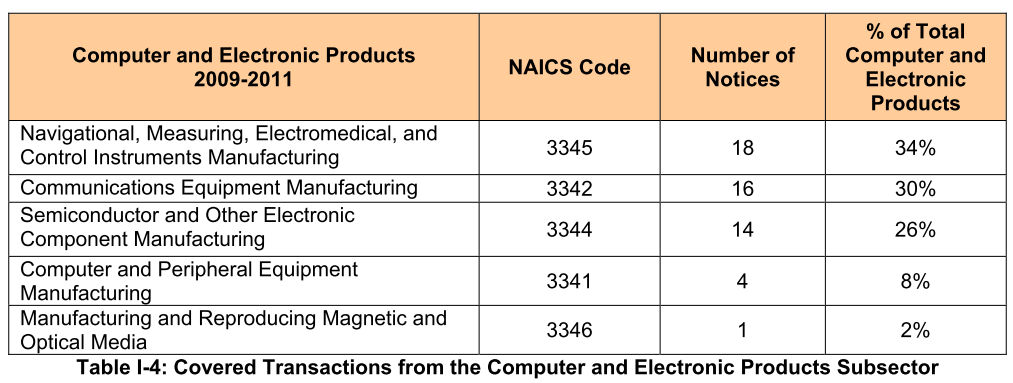 Computer and Electronic Products
2009-2011
NAICS Code
Number of
Notices
% of Total
Computer and
Electronic
Products
Navigational, Measuring, Electromedical, and
Control Instruments Manufacturing
3345
18
34%
Communications Equipment Manufacturing
3342
16
30%
Semiconductor and Other Electronic
Component Manufacturing
3344
14
26%
Computer and Peripheral Equipment
Manufacturing
3341
4
8%
Manufacturing and Reproducing Magnetic and
Optical Media
3346
1
2%
Table I-4: Covered Transactions from the Computer and Electronic Products Subsector